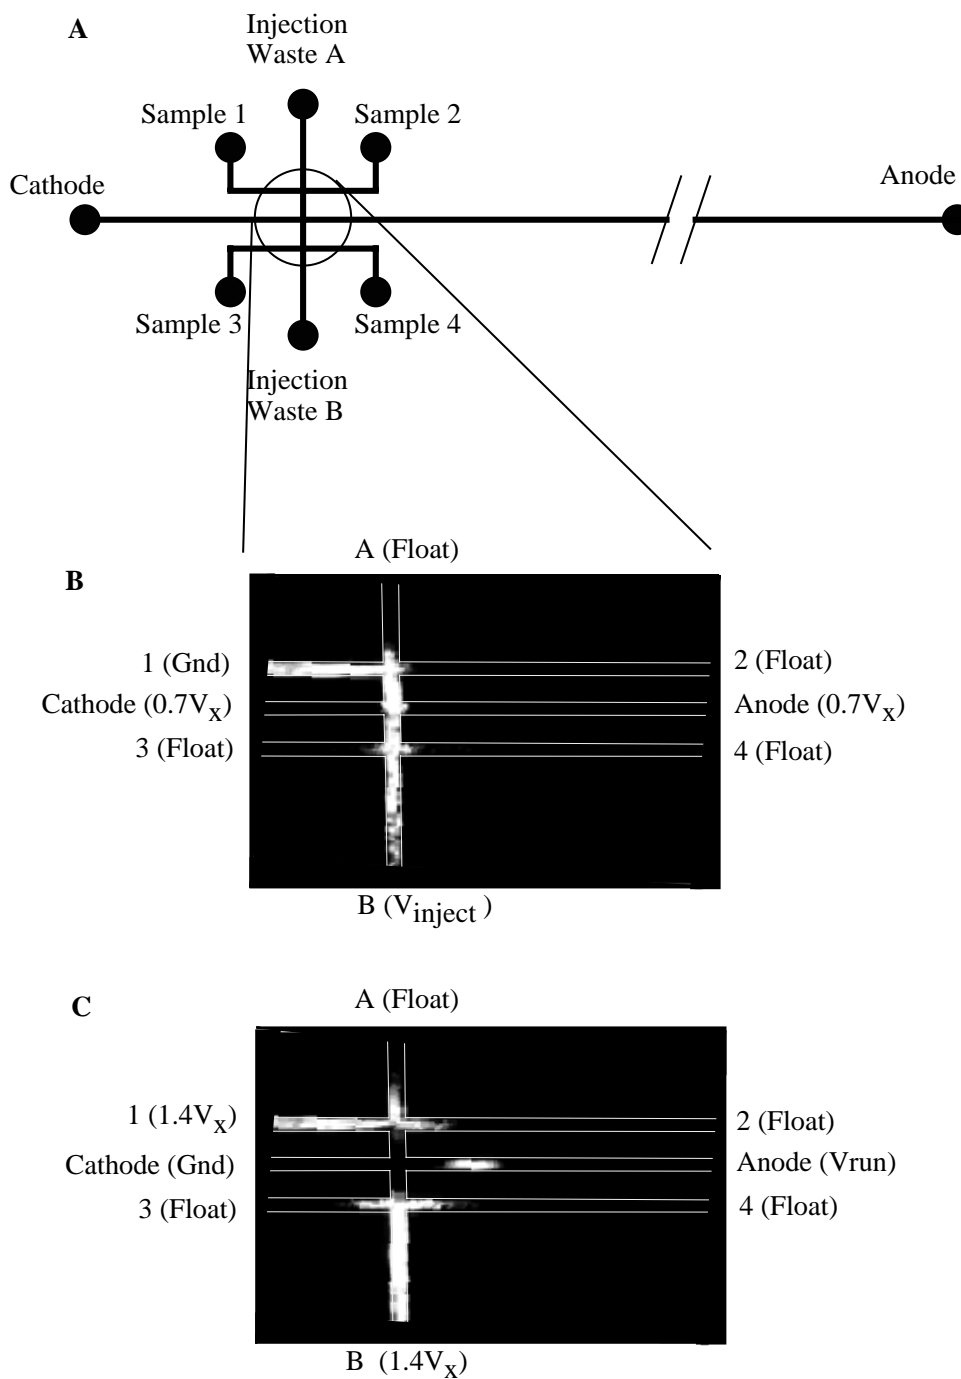 A
Injection
Waste A
Sample 1
Sample 2
Cathode
Anode
Sample 3
Sample 4
Injection
Waste B
A (Float)
B
1 (Gnd)
2 (Float)
Cathode (0.7Vx)
Anode (0.7Vx)
3 (Float)
4 (Float)
B (Vinject )
A (Float)
C
1 (1.4Vx)
2 (Float)
Cathode (Gnd)
Anode (Vrun)
3 (Float)
4 (Float)
B (1.4Vx)